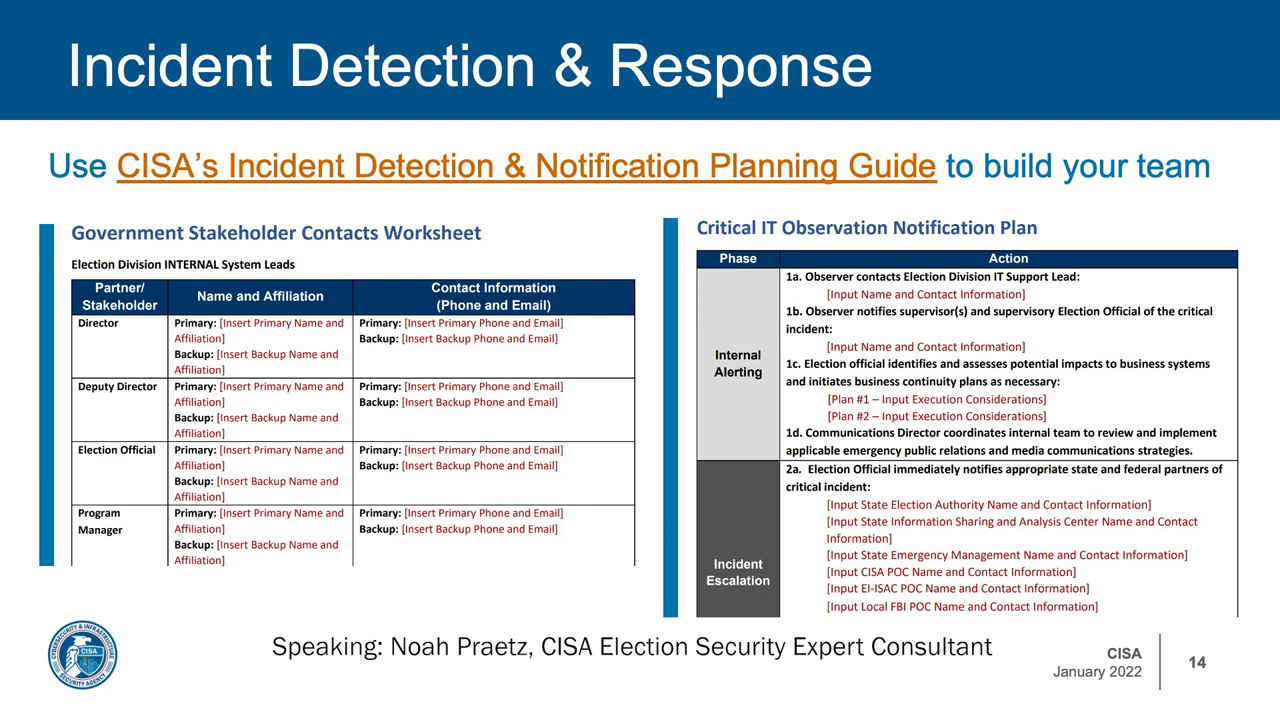 Incident Detection & Response
Use CISA's Incident Detection & Notification Planning Guide to build your team
Government Stakeholder Contacts Worksheet
Election Division INTERNAL System Leads
Partner/
Stakeholder
Name and Affiliation
Contact Information
(Phone and Email)
Director
Primary: [Insert Primary Name and
Affiliation]
Backup: [Insert Backup Name and
Affiliation]
Primary: [Insert Primary Phone and Email]
Backup: [Insert Backup Phone and Email]
Deputy Director
Primary: [Insert Primary Name and
Affiliation]
Backup: [Insert Backup Name and
Affiliation]
Primary: [Insert Primary Phone and Email]
Backup: [Insert Backup Phone and Email]
Election Official
Primary: [Insert Primary Name and
Affiliation]
Backup: [Insert Backup Name and
Affiliation]
Primary: [Insert Primary Phone and Email]
Backup: [Insert Backup Phone and Email]
Program
Manager
Primary: [Insert Primary Name and
Affiliation]
Backup: [Insert Backup Name and
Affiliation]
Primary: [Insert Primary Phone and Email]
Backup: [Insert Backup Phone and Email]
Critical IT Observation Notification Plan
Phase
Action
Internal
Alerting
1a. Observer contacts Election Division IT Support Lead:
[Input Name and Contact Information]
1b. Observer notifies supervisor(s) and supervisory Election Official of the critical
incident:
[Input Name and Contact Information]
1c. Election official identifies and assesses potential impacts to business systems
and initiates business continuity plans as necessary:
[Plan #1 – Input Execution Considerations]
[Plan #2 – Input Execution Considerations]
1d. Communications Director coordinates internal team to review and implement
applicable emergency public relations and media communications strategies.
Incident
Escalation
2a. Election Official immediately notifies appropriate state and federal partners of
critical incident:
[Input State Election Authority Name and Contact Information]
[Input State Information Sharing and Analysis Center Name and Contact
Information]
[Input State Emergency Management Name and Contact Information]
[Input CISA POC Name and Contact Information]
[Input EI-ISAC POC Name and Contact Information]
[Input Local FBI POC Name and Contact Information]
CYBERSECURITY & INFRASTRUCTURE
CISA
SECURITY AGENCY
Speaking: Noah Praetz, CISA Election Security Expert Consultant
CISA
January 2022
14